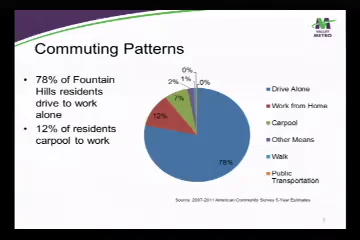 VALLEY
METRO
Commuting Patterns
• 78% of Fountain
Hills residents
drive to work
alone
• 12% of residents
carpool to work
0%
2%
1%
0%
7%
12%
78%
Drive Alone
Work from Home
Carpool
Other Means
Walk
Public
Transportation
Source: 2007-2011 American Community Survey 5-Year Estimates